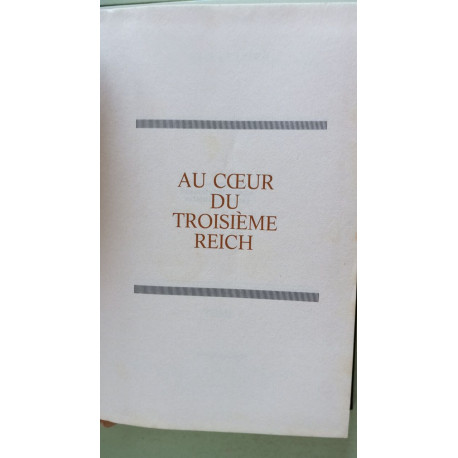 AU CŒUR
DU
TROISIÈME
REICH